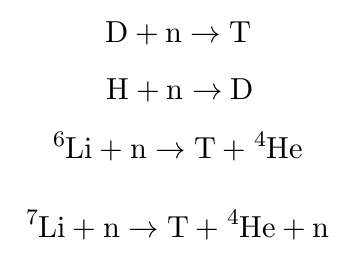 D + n → T
H + n → D
⁶Li + n → T + ⁴He
⁷Li + n → T + ⁴He + n